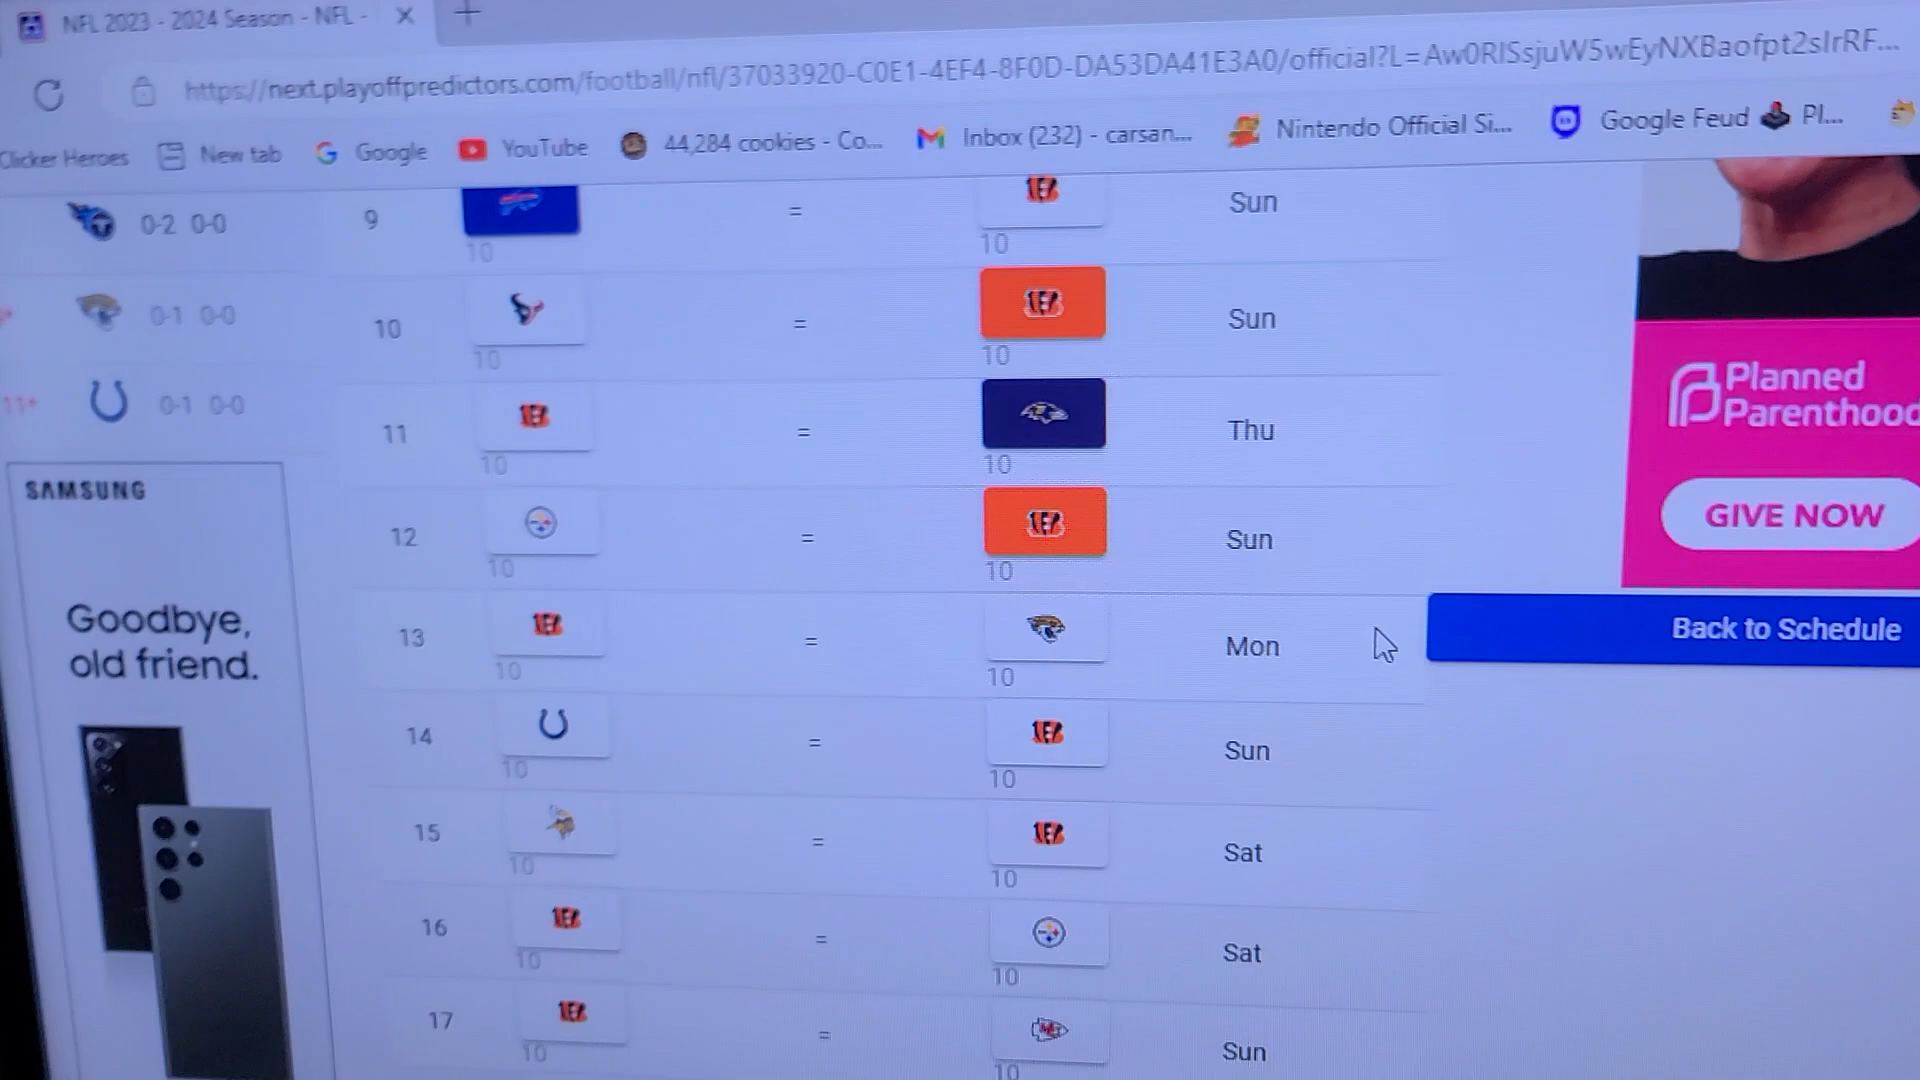 NFL 2023 - 2024 Season - NFL -
https://next.playoffpredictors.com/football/nfl/37033920-C0E1-4EF4-8F0D-DA53DA41E3A0/official?L=Aw0RISsjuW5wEyNXBaofpt2sIrRF...
Clicker Heroes New tab Google YouTube 44,284 cookies - Co... Inbox (232) - carsan... Nintendo Official Si... Google Feud Pl...
0-2 0-0 9 = Sun
10 10
0-1 0-0 10 = Sun
10 10
11* 0-1 0-0 11 = Thu
10 10
12 = Sun
10 10
13 = Mon
10 10
14 = Sun
10 10
15 = Sat
10 10
16 = Sat
10 10
17 = Sun
10 10
SAMSUNG
Goodbye,
old friend.
Planned
Parenthood
GIVE NOW
Back to Schedule